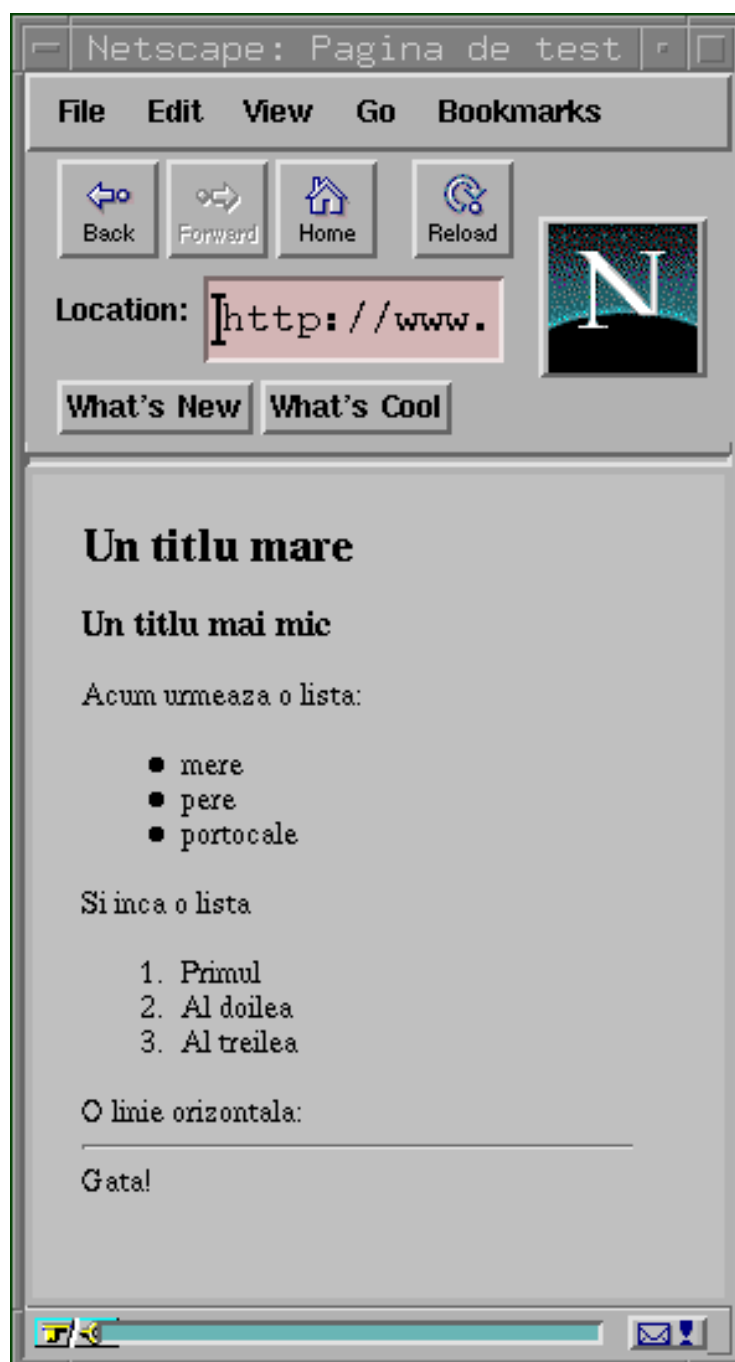 Netscape: Pagina de test
File Edit View Go Bookmarks
Back Forward Home Reload
N
Location: http://www.
What's New What's Cool
Un titlu mare
Un titlu mai mic
Acum urmeaza o lista:
● mere
● pere
● portocale
Si inca o lista
1. Primul
2. Al doilea
3. Al treilea
O linie orizontala:
Gata!